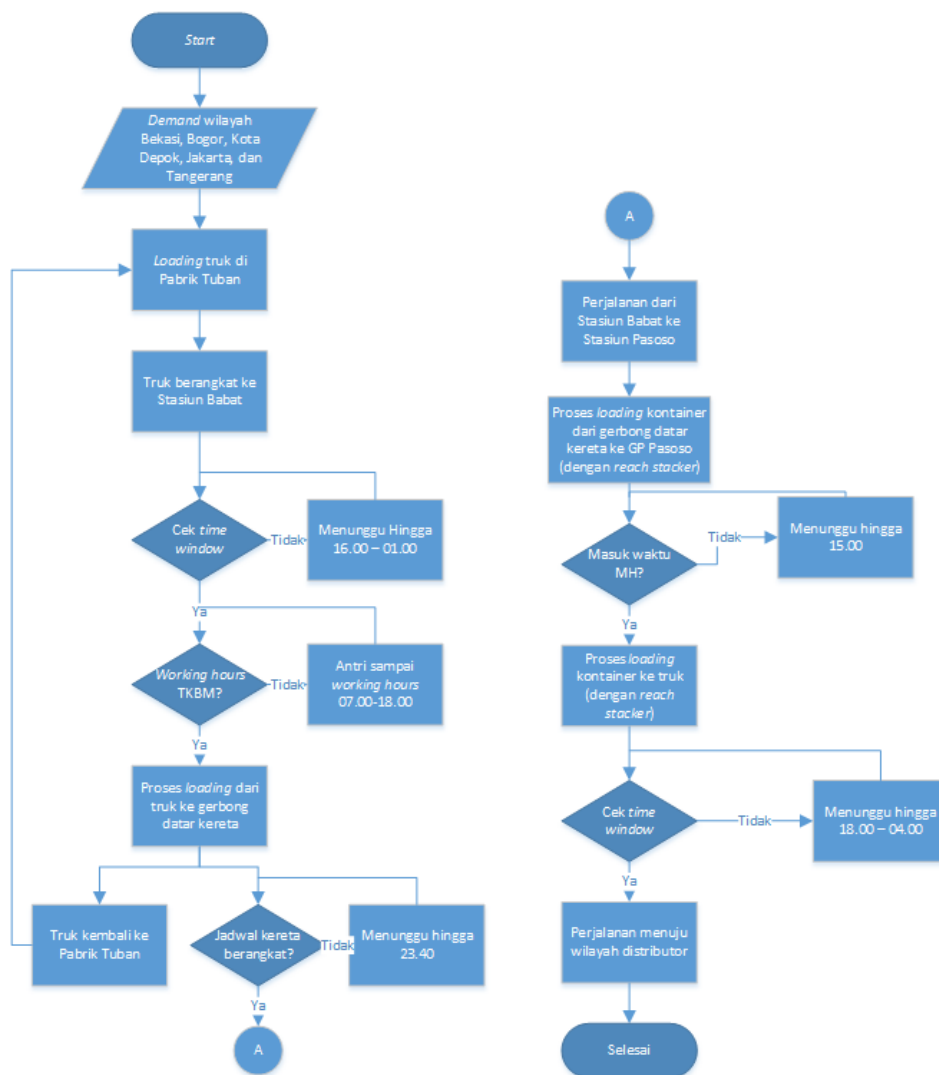 Start
Demand wilayah
Bekasi, Bogor, Kota
Depok, Jakarta, dan
Tangerang
Loading truk di
Pabrik Tuban
Truk berangkat ke
Stasiun Babat
Cek time
window
Tidak
Menunggu Hingga
16.00 – 01.00
Ya
Working hours
TKBM?
Tidak
Antri sampai
working hours
07.00-18.00
Ya
Proses loading dari
truk ke gerbong
datar kereta
Truk kembali ke
Pabrik Tuban
Jadwal kereta
berangkat?
Tidak
Menunggu hingga
23.40
Ya
A
A
Perjalanan dari
Stasiun Babat ke
Stasiun Pasoso
Proses loading kontainer
dari gerbong datar
kereta ke GP Pasoso
(dengan reach stacker)
Masuk waktu
MH?
Tidak
Menunggu hingga
15.00
Ya
Proses loading
kontainer ke truk
(dengan reach
stacker)
Cek time
window
Tidak
Menunggu hingga
18.00 – 04.00
Ya
Perjalanan menuju
wilayah distributor
Selesai